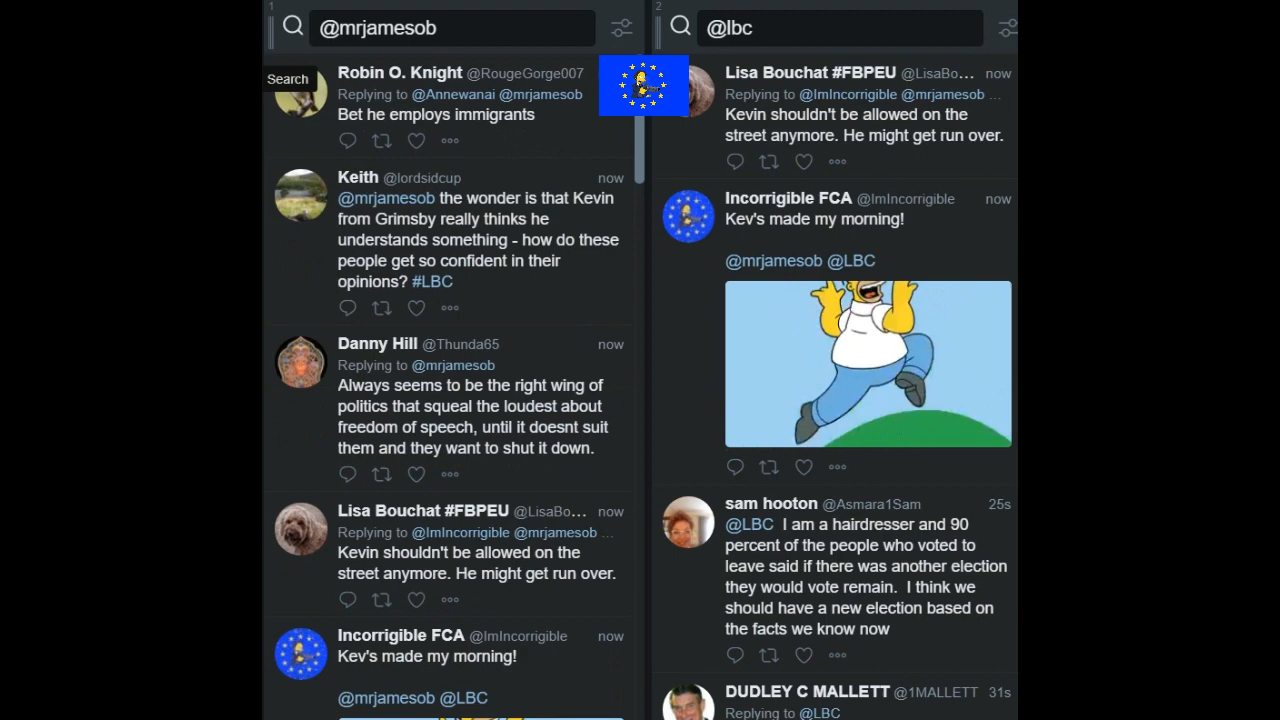 1
@mrjamesob
Search
Robin O. Knight @RougeGorge007
Replying to @Annewanai @mrjamesob
Bet he employs immigrants
Keith @lordsidcup now
@mrjamesob the wonder is that Kevin
from Grimsby really thinks he
understands something - how do these
people get so confident in their
opinions? #LBC
Danny Hill @Thunda65 now
Replying to @mrjamesob
Always seems to be the right wing of
politics that squeal the loudest about
freedom of speech, until it doesnt suit
them and they want to shut it down.
Lisa Bouchat #FBPEU @LisaBo... now
Replying to @ImIncorrigible @mrjamesob ...
Kevin shouldn't be allowed on the
street anymore. He might get run over.
Incorrigible FCA @ImIncorrigible now
Kev's made my morning!
@mrjamesob @LBC
2
@lbc
Lisa Bouchat #FBPEU @LisaBo... now
Replying to @ImIncorrigible @mrjamesob ...
Kevin shouldn't be allowed on the
street anymore. He might get run over.
Incorrigible FCA @ImIncorrigible now
Kev's made my morning!
@mrjamesob @LBC
sam hooton @Asmara1Sam 25s
@LBC I am a hairdresser and 90
percent of the people who voted to
leave said if there was another election
they would vote remain. I think we
should have a new election based on
the facts we know now
DUDLEY C MALLETT @1MALLETT 31s
Replying to @LBC